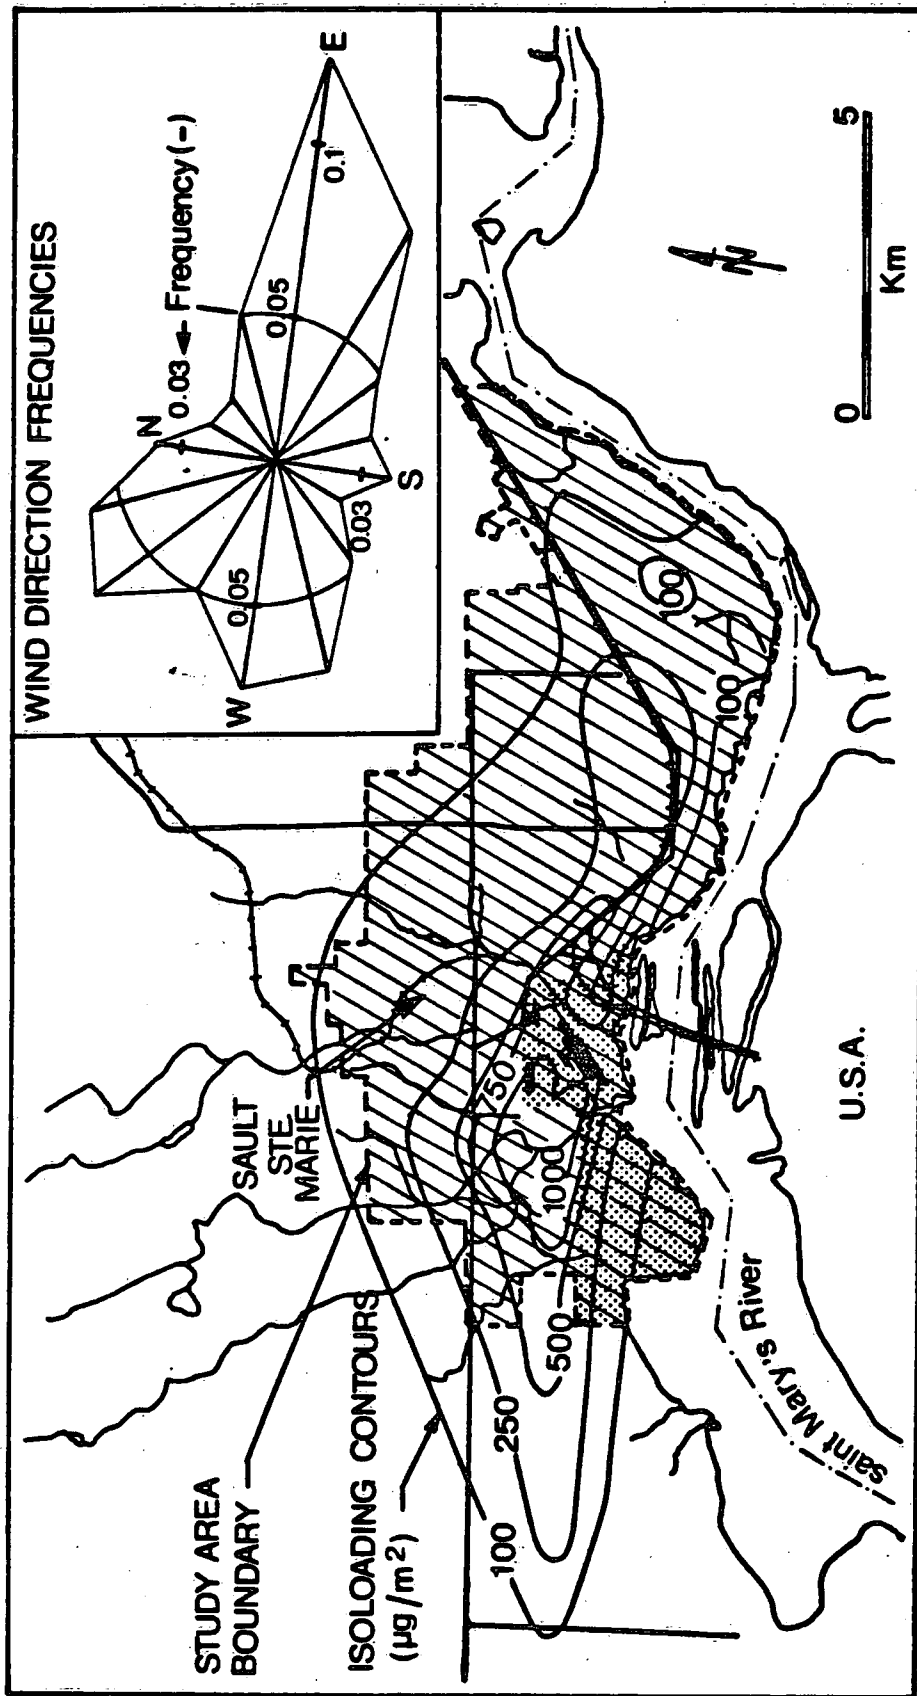 WIND DIRECTION FREQUENCIES
N
0.03 ← Frequency (-)
W
0.05
0.05
0.1
E
0.03
S
SAULT
STE.
MARIE
STUDY AREA
BOUNDARY
ISOLOADING CONTOURS
(µg/m²)
100
250
500
750
1000
100
100
Saint Mary's River
U.S.A.
N
0
5
Km